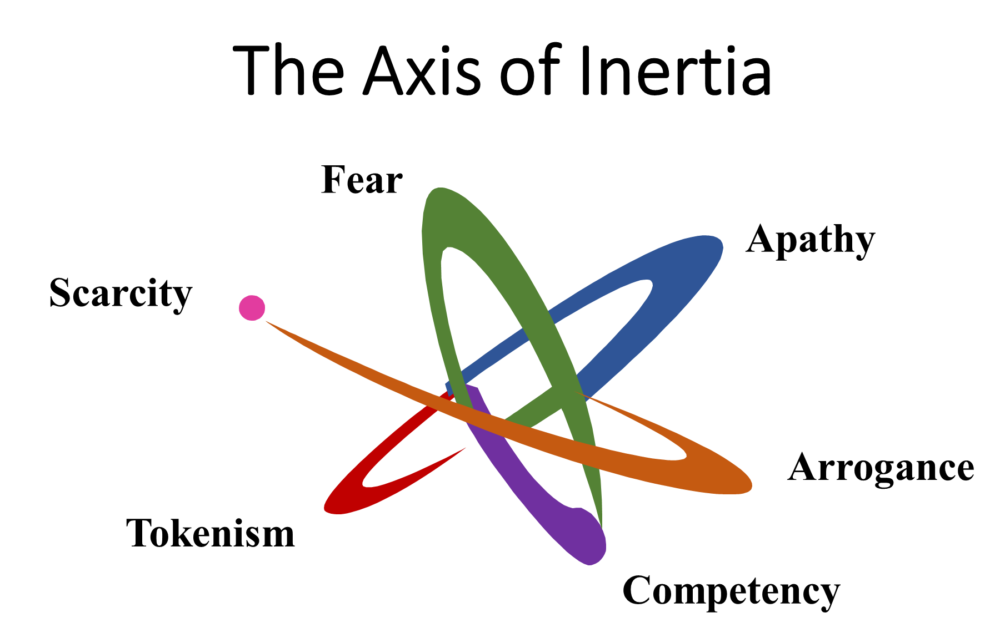 The Axis of Inertia
Fear
Apathy
Scarcity
Arrogance
Tokenism
Competency